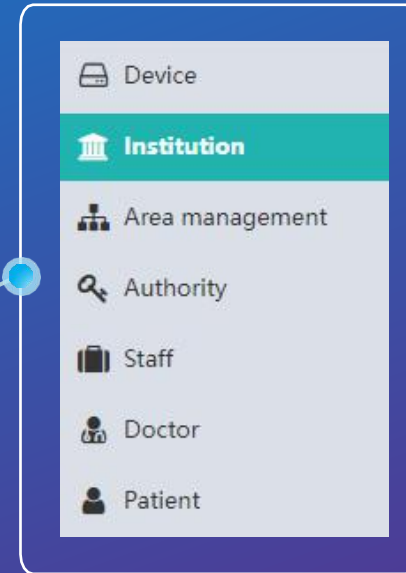 Device
Institution
Area management
Authority
Staff
Doctor
Patient